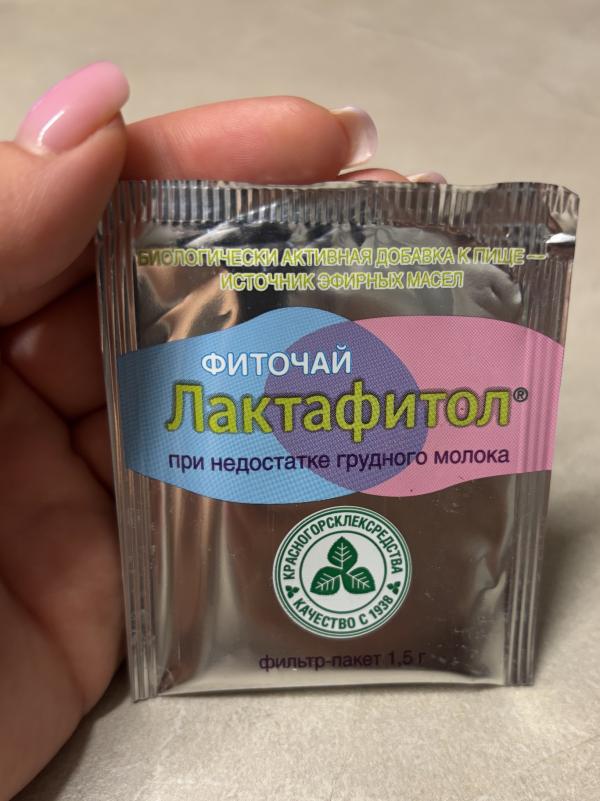 БИОЛОГИЧЕСКИ АКТИВНАЯ ДОБАВКА К ПИЩЕ —
ИСТОЧНИК ЭФИРНЫХ МАСЕЛ
ФИТОЧАЙ
Лактафитол®
при недостатке грудного молока
КРАСНОГОРСКЛЕКСРЕДСТВА
КАЧЕСТВО С 1938
фильтр-пакет 1,5 г